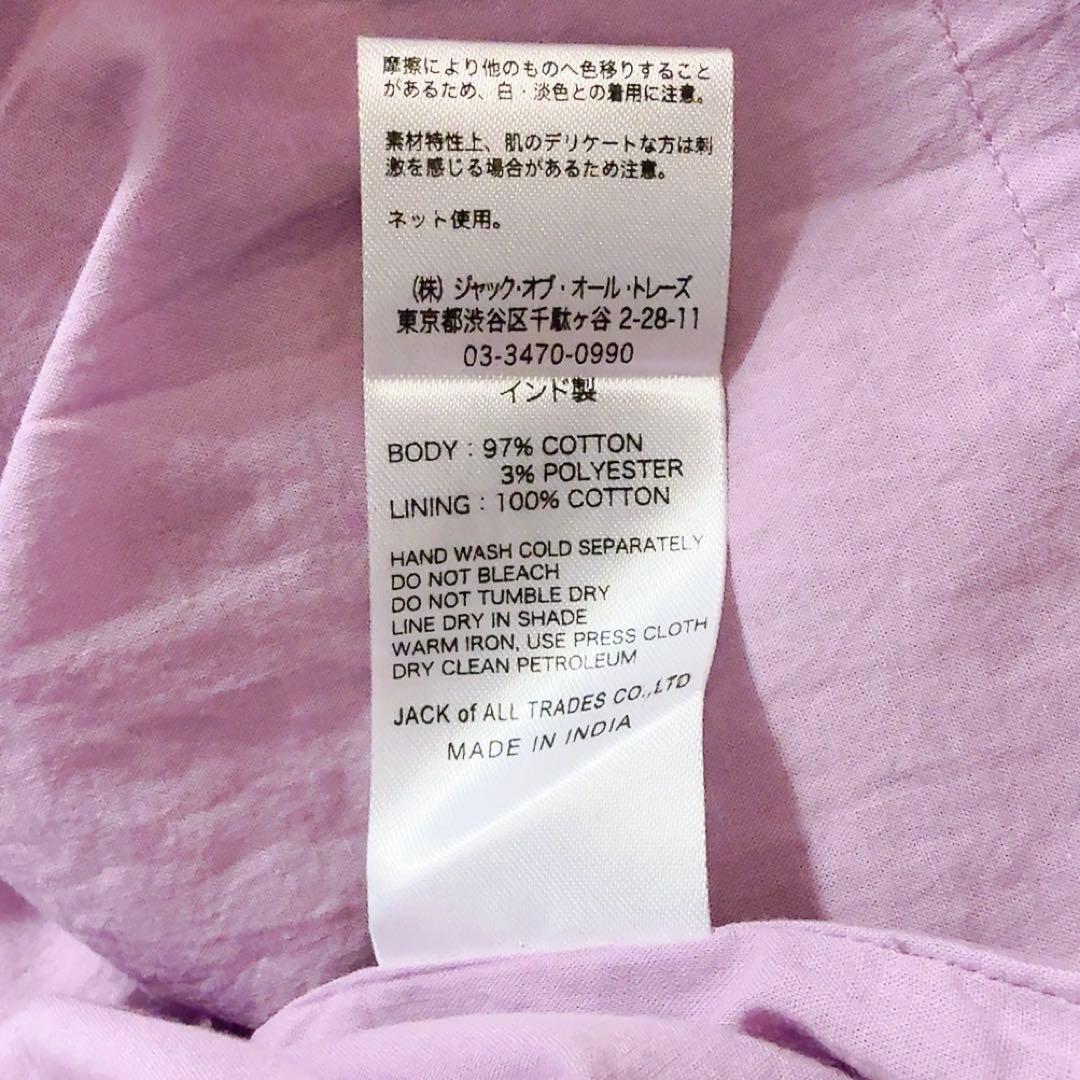 摩擦により他のものへ色移りすること
があるため、白・淡色との着用に注意。
素材特性上、肌のデリケートな方は刺
激を感じる場合があるため注意。
ネット使用。
(株) ジャック・オブ・オール・トレーズ
東京都渋谷区千駄ヶ谷 2-28-11
03-3470-0990
インド製
BODY : 97% COTTON
3% POLYESTER
LINING : 100% COTTON
HAND WASH COLD SEPARATELY
DO NOT BLEACH
DO NOT TUMBLE DRY
LINE DRY IN SHADE
WARM IRON, USE PRESS CLOTH
DRY CLEAN PETROLEUM
JACK of ALL TRADES CO.,LTD
MADE IN INDIA